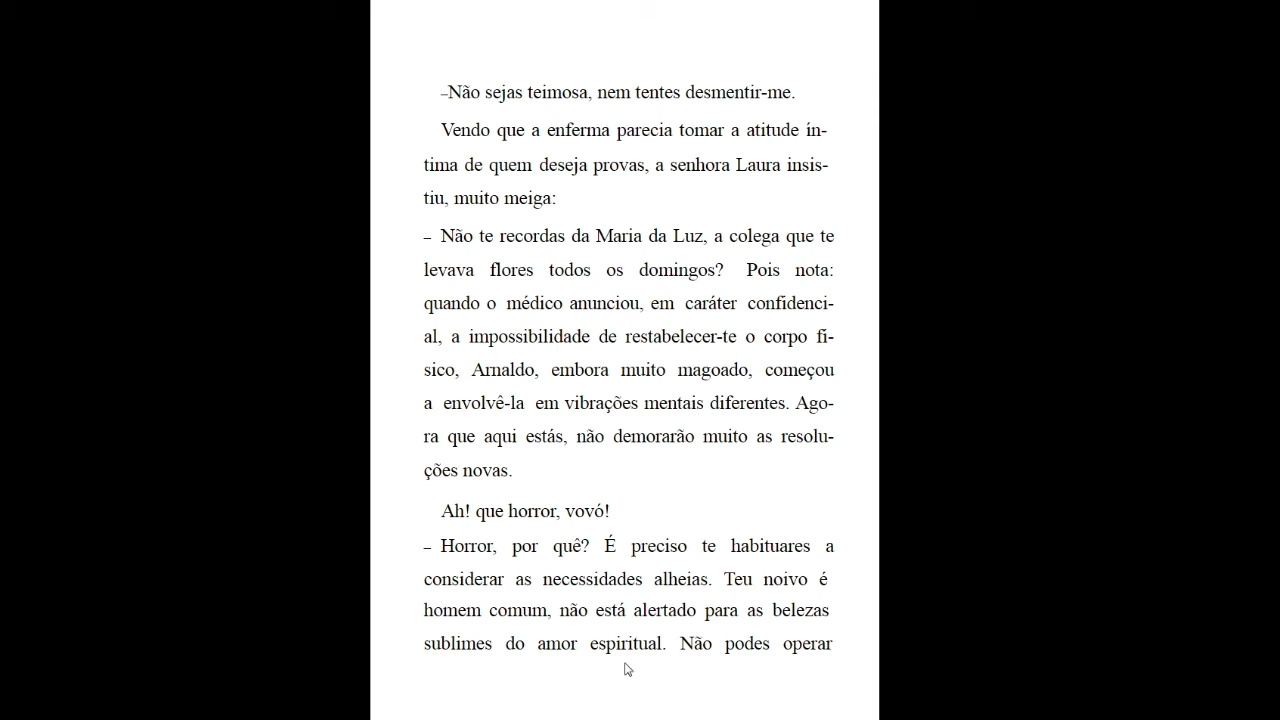 –Não sejas teimosa, nem tentes desmentir-me.
Vendo que a enferma parecia tomar a atitude ín-
tima de quem deseja provas, a senhora Laura insis-
tiu, muito meiga:
– Não te recordas da Maria da Luz, a colega que te
levava flores todos os domingos? Pois nota:
quando o médico anunciou, em caráter confidenci-
al, a impossibilidade de restabelecer-te o corpo fí-
sico, Arnaldo, embora muito magoado, começou
a envolvê-la em vibrações mentais diferentes. Ago-
ra que aqui estás, não demorarão muito as resolu-
ções novas.
Ah! que horror, vovó!
– Horror, por quê? É preciso te habituares a
considerar as necessidades alheias. Teu noivo é
homem comum, não está alertado para as belezas
sublimes do amor espiritual. Não podes operar